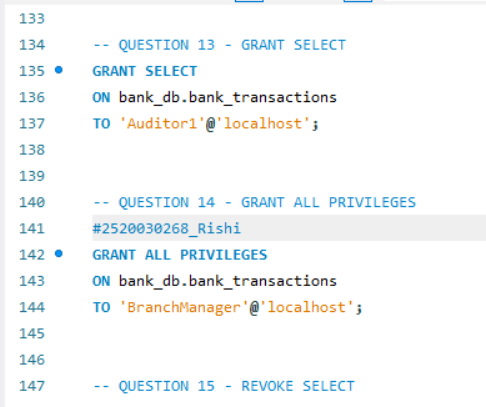 133
134 -- QUESTION 13 - GRANT SELECT
135 GRANT SELECT
136 ON bank_db.bank_transactions
137 TO 'Auditor1'@'localhost';
138
139
140 -- QUESTION 14 - GRANT ALL PRIVILEGES
141 #2520030268_Rishi
142 GRANT ALL PRIVILEGES
143 ON bank_db.bank_transactions
144 TO 'BranchManager'@'localhost';
145
146
147 -- QUESTION 15 - REVOKE SELECT